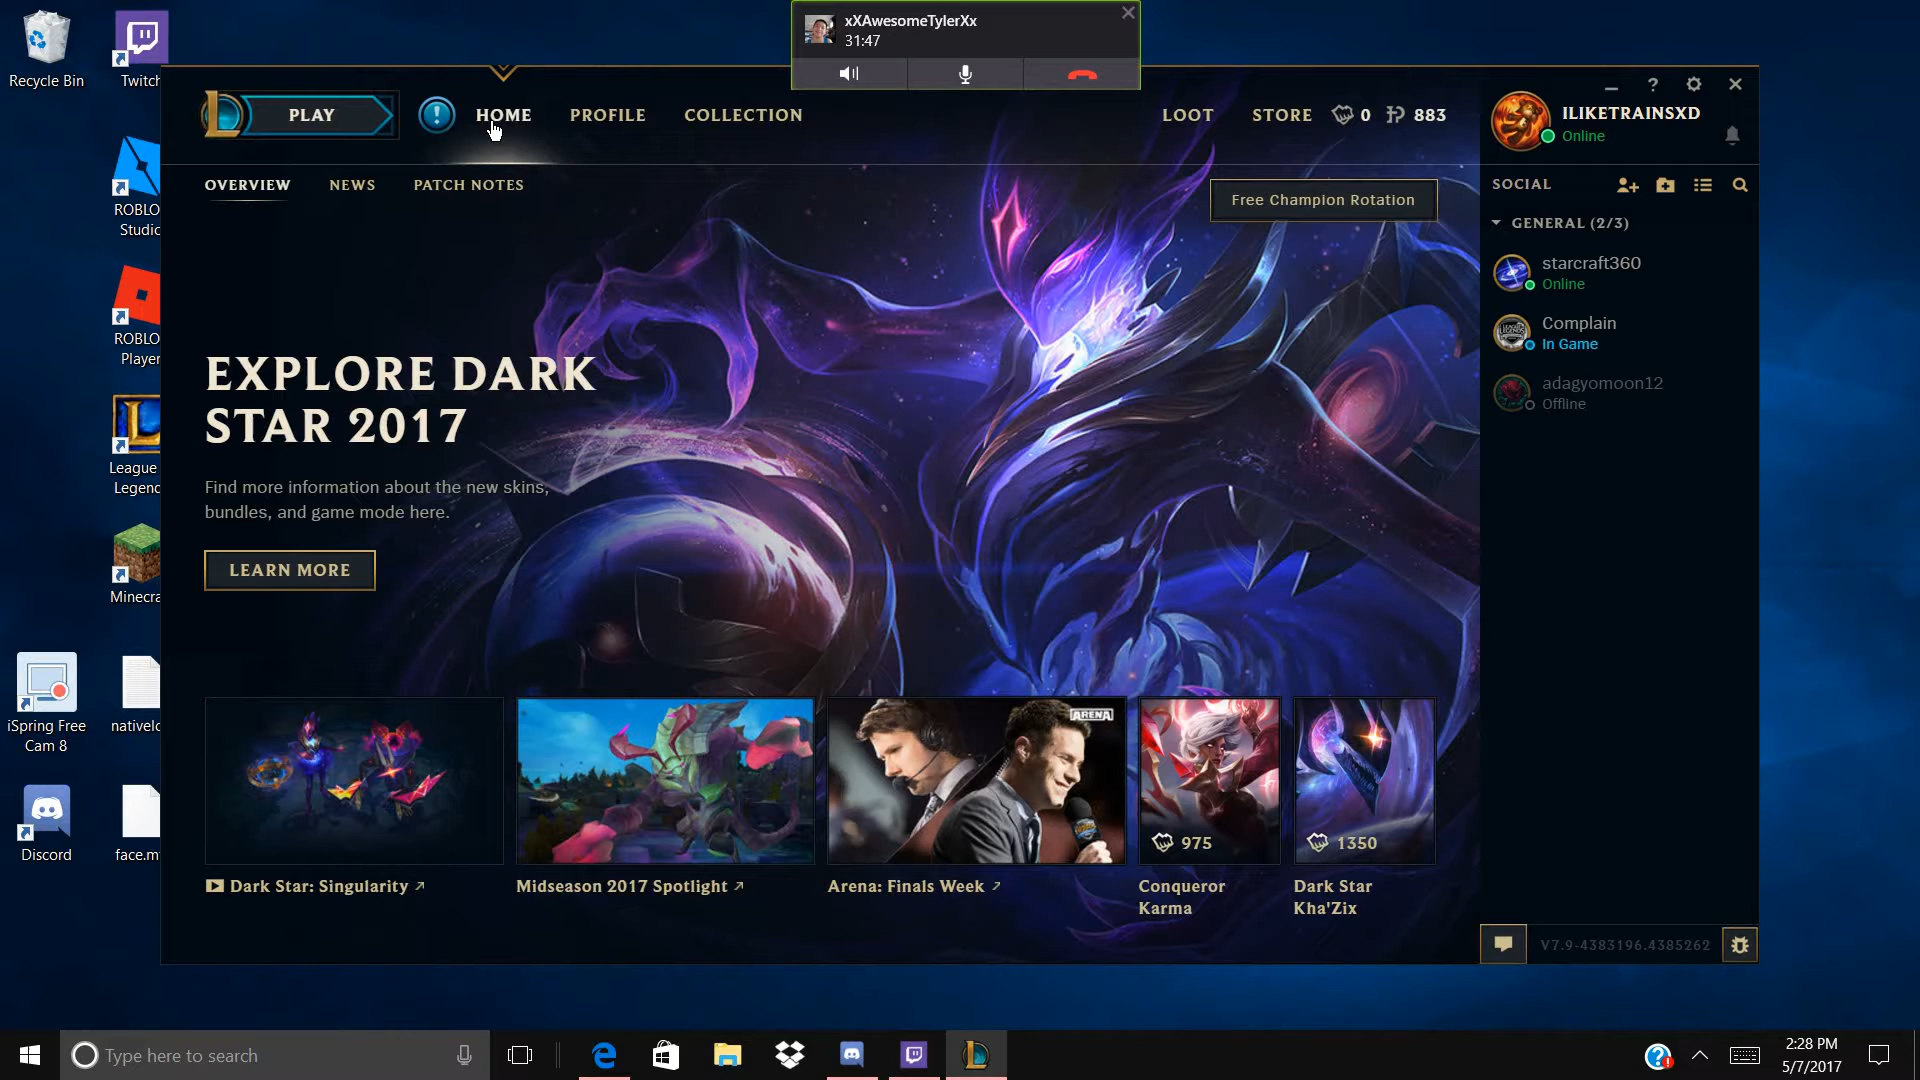 Recycle Bin
Twitch
ROBLO
Studio
ROBLO
Player
League
Legend
Minecra
iSpring Free
Cam 8
nativelo
Discord
face.m
xXAwesomeTylerXx
31:47
PLAY
HOME
PROFILE
COLLECTION
LOOT
STORE
0
883
ILIKETRAINSXD
Online
OVERVIEW
NEWS
PATCH NOTES
Free Champion Rotation
SOCIAL
GENERAL (2/3)
starcraft360
Online
Complain
In Game
adagyomoon12
Offline
EXPLORE DARK
STAR 2017
Find more information about the new skins,
bundles, and game mode here.
LEARN MORE
ARENA
975
1350
Dark Star: Singularity
Midseason 2017 Spotlight
Arena: Finals Week
Conqueror
Karma
Dark Star
Kha'Zix
V7.9-4383196.4385262
Type here to search
2:28 PM
5/7/2017